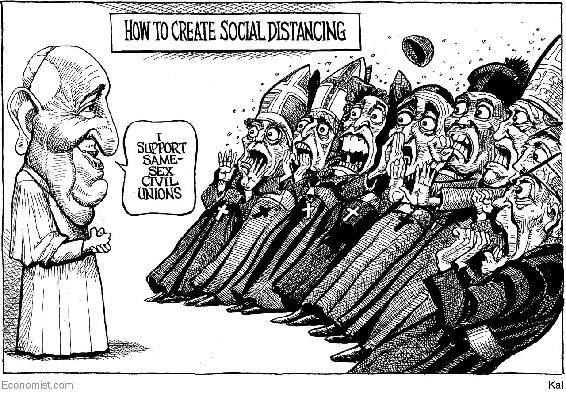 HOW TO CREATE SOCIAL DISTANCING
I
SUPPORT
SAME-
SEX
CIVIL
UNIONS
Economist.com
Kal